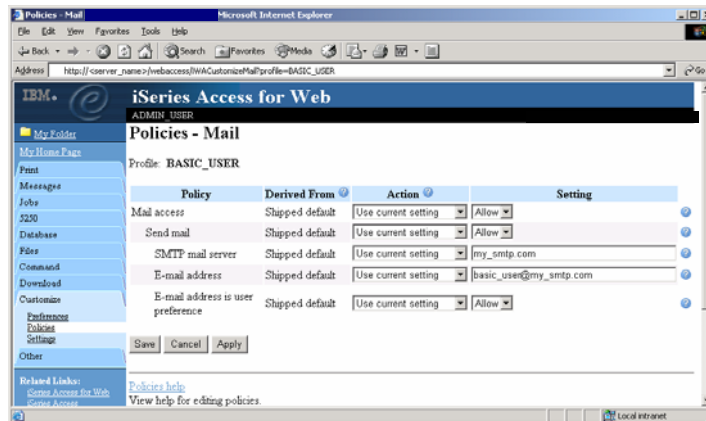 Policies - Mail Microsoft Internet Explorer
File Edit View Favorites Tools Help
Back Search Favorites Media
Address http://<server_name>/webaccess/iWACustomizeMail?profile=BASIC_USER Go
IBM. iSeries Access for Web
ADMIN_USER
My Folder
My Home Page
Print
Messages
Jobs
5250
Database
Files
Command
Download
Customize
Preferences
Policies
Settings
Other
Related Links:
iSeries Access for Web
iSeries Access
Policies - Mail
Profile: BASIC_USER
Policy Derived From Action Setting
Mail access Shipped default Use current setting Allow
Send mail Shipped default Use current setting Allow
SMTP mail server Shipped default Use current setting my_smtp.com
E-mail address Shipped default Use current setting basic_user@my_smtp.com
E-mail address is user
preference Shipped default Use current setting Allow
Save Cancel Apply
Policies help
View help for editing policies.
Local intranet